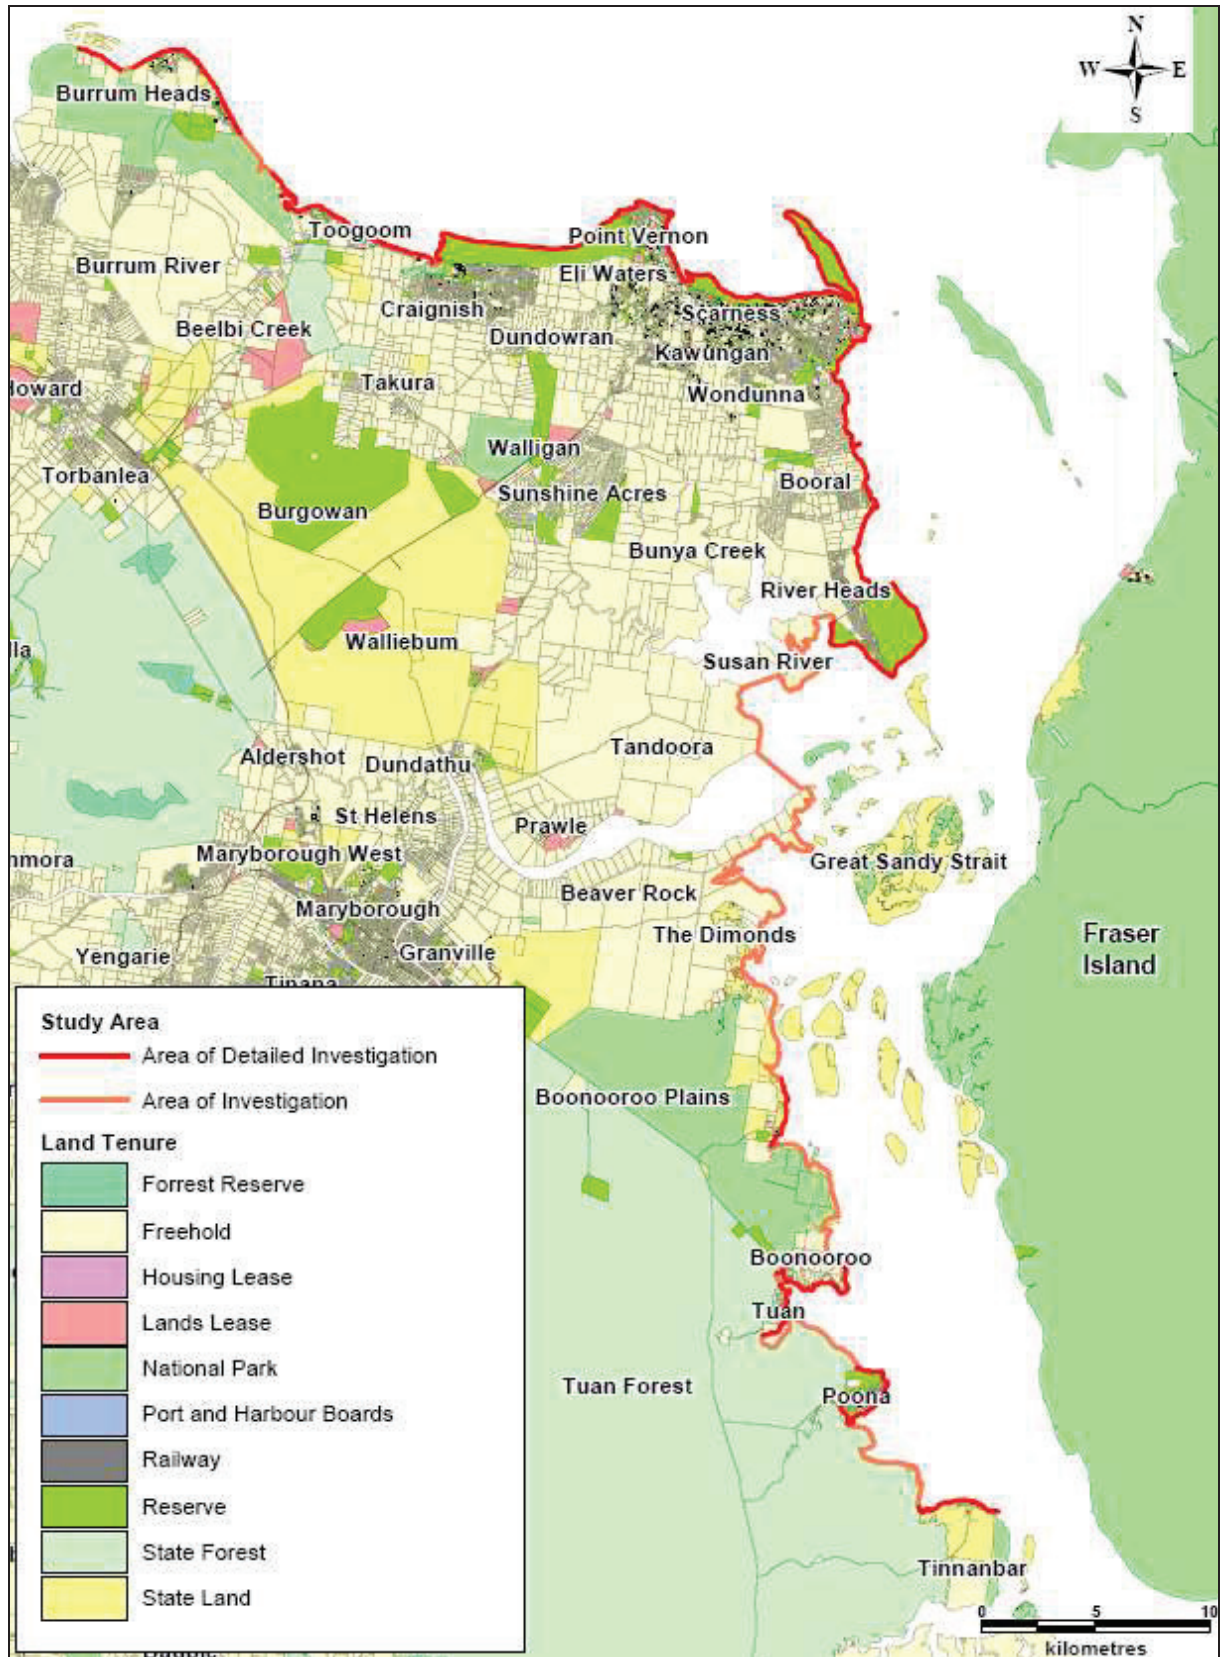 N
W E
S
Burrum Heads
Toogoom
Point Vernon
Burrum River
Eli Waters
Craignish
Scarness
Beelbi Creek
Dundowran
Kawungan
Takura
Howard
Wondunna
Walligan
Torbanlea
Booral
Sunshine Acres
Burgowan
Bunya Creek
River Heads
Walliebum
lla
Susan River
Tandoora
Aldershot
Dundathu
St Helens
Prawle
Maryborough West
nmora
Great Sandy Strait
Beaver Rock
Maryborough
The Dimonds
Fraser
Island
Granville
Yengarie
Tinana
Study Area
Area of Detailed Investigation
Area of Investigation
Boonooroo Plains
Land Tenure
Forrest Reserve
Freehold
Housing Lease
Lands Lease
National Park
Port and Harbour Boards
Railway
Reserve
State Forest
State Land
Boonooroo
Tuan
Tuan Forest
Poona
Tinnanbar
0 5 10
kilometres